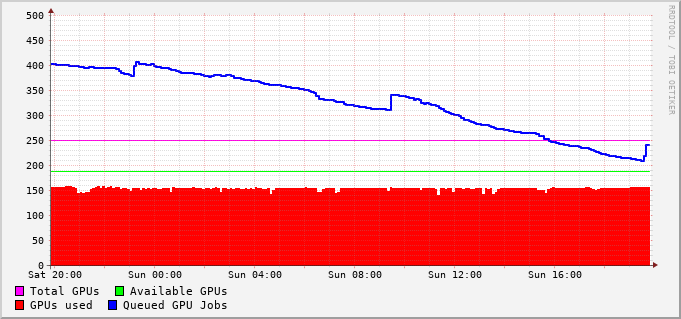 500
450
400
350
300
250
200
150
100
50
0
Sat 20:00 Sun 00:00 Sun 04:00 Sun 08:00 Sun 12:00 Sun 16:00
Total GPUs Available GPUs
GPUs used Queued GPU Jobs
RRDTOOL / TOBI OETIKER